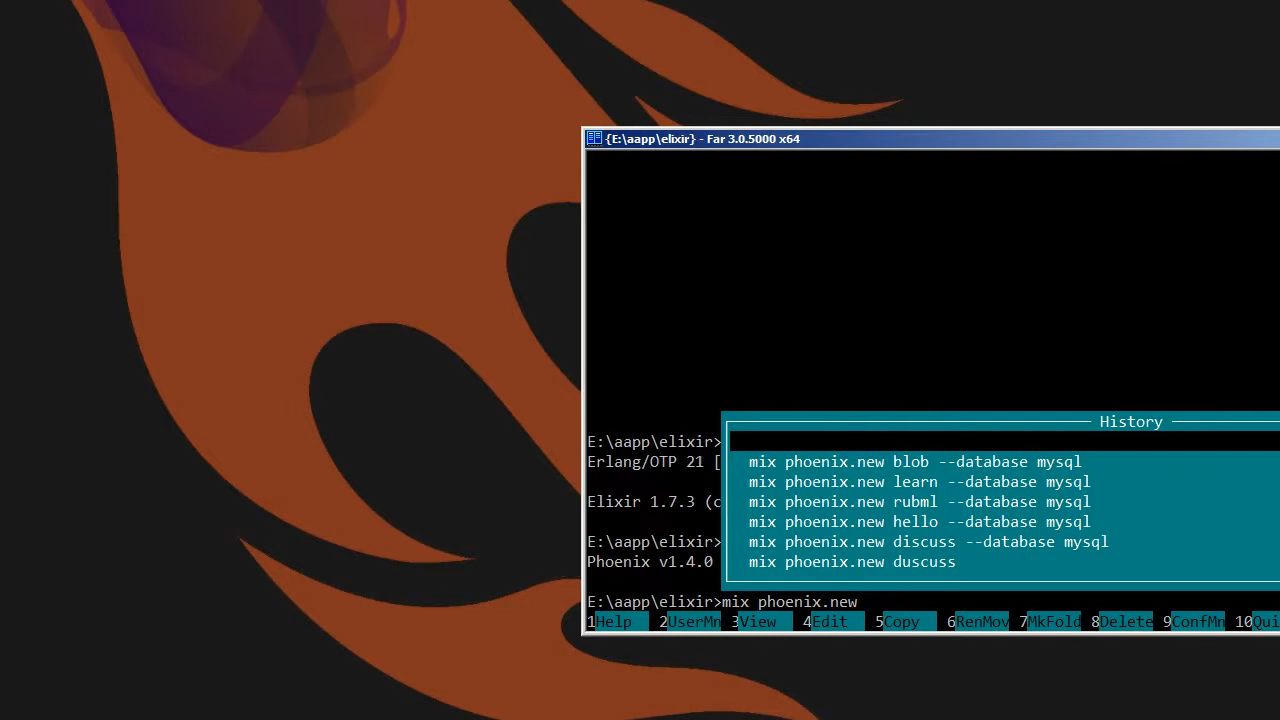 {E:\aapp\elixir} - Far 3.0.5000 x64
History
E:\aapp\elixir>
Erlang/OTP 21 [
mix phoenix.new blob --database mysql
mix phoenix.new learn --database mysql
Elixir 1.7.3 (c
mix phoenix.new rubml --database mysql
mix phoenix.new hello --database mysql
E:\aapp\elixir>
mix phoenix.new discuss --database mysql
Phoenix v1.4.0
mix phoenix.new duscuss
E:\aapp\elixir>mix phoenix.new
1Help 2UserMn 3View 4Edit 5Copy 6RenMov 7MkFold 8Delete 9ConfMn 10Qui